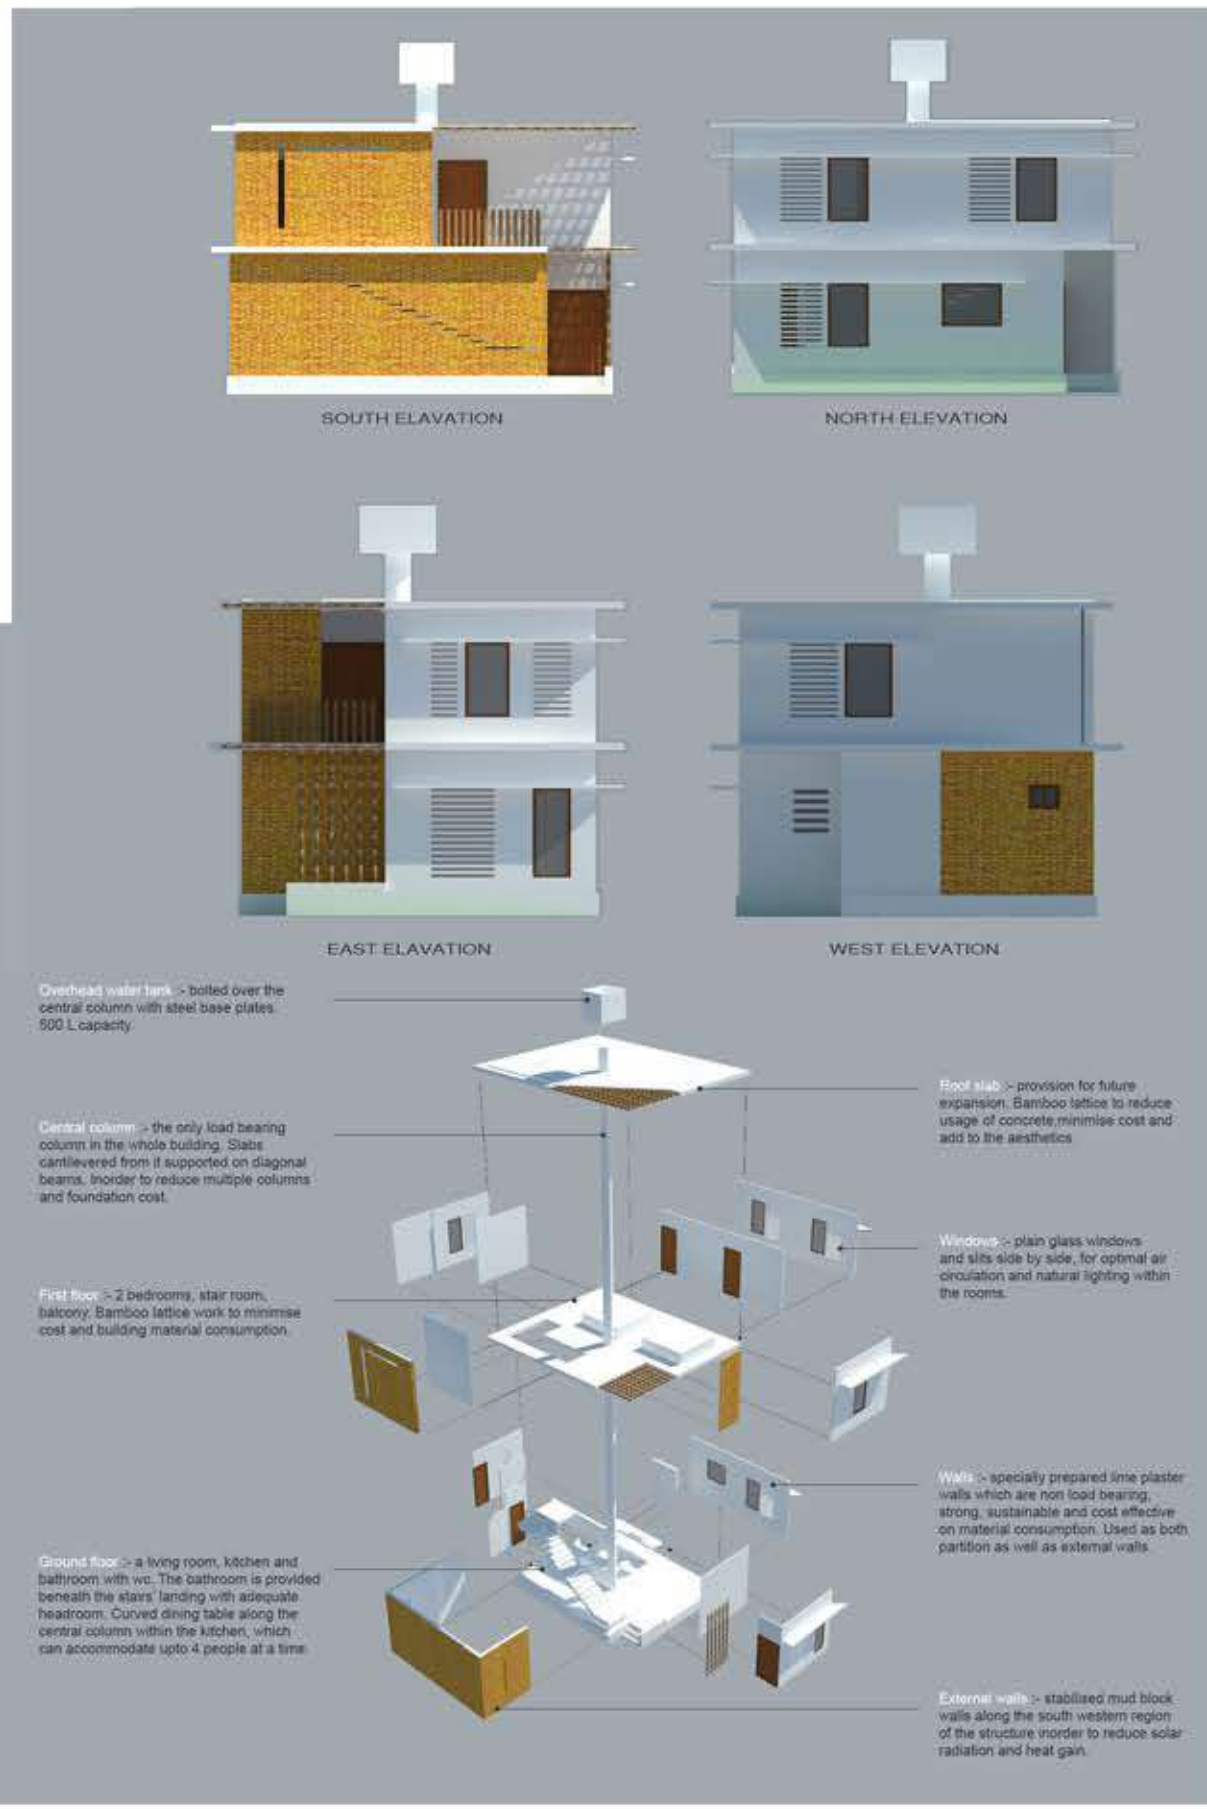 SOUTH ELAVATION
NORTH ELEVATION
EAST ELAVATION
WEST ELEVATION
Overhead water tank :- bolted over the
central column with steel base plates.
500 L capacity.
Central column :- the only load bearing
column in the whole building. Slabs
cantilevered from it supported on diagonal
beams. Inorder to reduce multiple columns
and foundation cost.
First floor :- 2 bedrooms, stair room,
balcony. Bamboo lattice work to minimise
cost and building material consumption.
Ground floor :- a living room, kitchen and
bathroom with wc. The bathroom is provided
beneath the stairs' landing with adequate
headroom. Curved dining table along the
central column within the kitchen, which
can accommodate upto 4 people at a time.
Roof slab :- provision for future
expansion. Bamboo lattice to reduce
usage of concrete,minimise cost and
add to the aesthetics
Windows :- plain glass windows
and slits side by side, for optimal air
circulation and natural lighting within
the rooms.
Walls :- specially prepared lime plaster
walls which are non load bearing,
strong, sustainable and cost effective
on material consumption. Used as both
partition as well as external walls.
External walls :- stabilised mud block
walls along the south western region
of the structure inorder to reduce solar
radiation and heat gain.